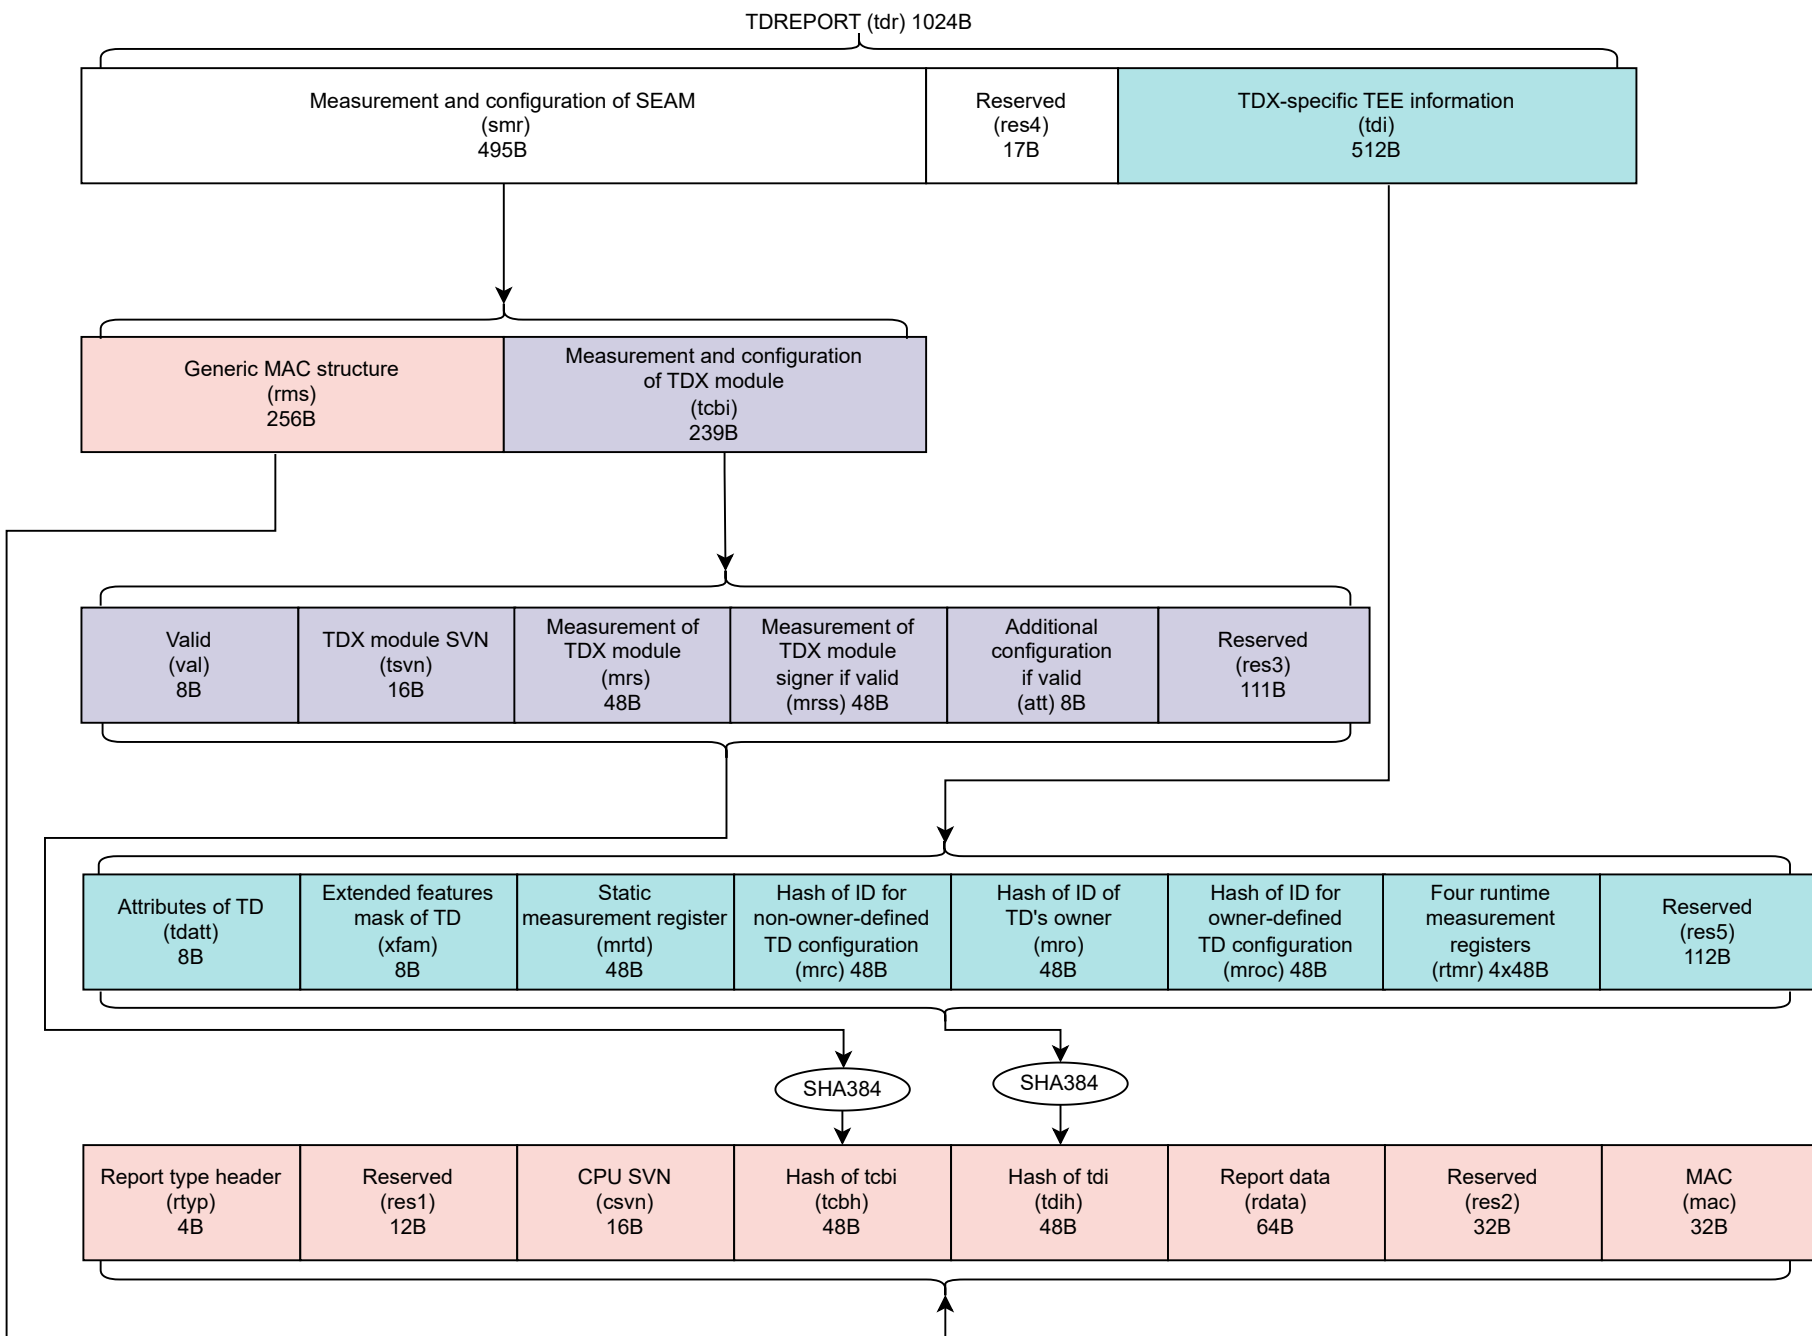 TDREPORT (tdr) 1024B
Measurement and configuration of SEAM
(smr)
495B
Reserved
(res4)
17B
TDX-specific TEE information
(tdi)
512B
Generic MAC structure
(rms)
256B
Measurement and configuration
of TDX module
(tcbi)
239B
Valid
(val)
8B
TDX module SVN
(tsvn)
16B
Measurement of
TDX module
(mrs)
48B
Measurement of
TDX module
signer if valid
(mrss) 48B
Additional
configuration
if valid
(att) 8B
Reserved
(res3)
111B
Attributes of TD
(tdatt)
8B
Extended features
mask of TD
(xfam)
8B
Static
measurement register
(mrtd)
48B
Hash of ID for
non-owner-defined
TD configuration
(mrc) 48B
Hash of ID of
TD's owner
(mro)
48B
Hash of ID for
owner-defined
TD configuration
(mroc) 48B
Four runtime
measurement
registers
(rtmr) 4x48B
Reserved
(res5)
112B
SHA384
SHA384
Report type header
(rtyp)
4B
Reserved
(res1)
12B
CPU SVN
(csvn)
16B
Hash of tcbi
(tcbh)
48B
Hash of tdi
(tdih)
48B
Report data
(rdata)
64B
Reserved
(res2)
32B
MAC
(mac)
32B